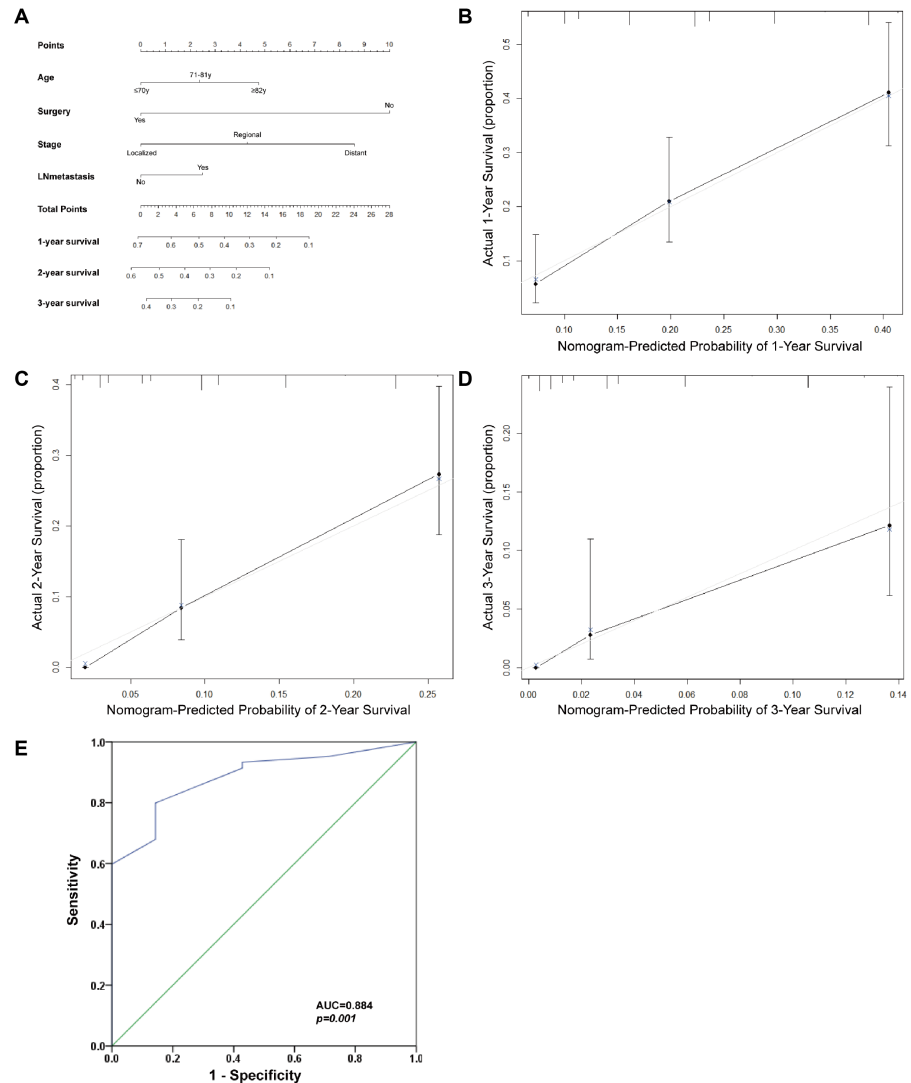 A
Points
0 1 2 3 4 5 6 7 8 9 10
Age
71-81y
≤70y ≥82y
Surgery
No
Yes
Stage
Regional
Localized Distant
LNmetastasis
Yes
No
Total Points
0 2 4 6 8 10 12 14 16 18 20 22 24 26 28
1-year survival
0.7 0.6 0.5 0.4 0.3 0.2 0.1
2-year survival
0.6 0.5 0.4 0.3 0.2 0.1
3-year survival
0.4 0.3 0.2 0.1
B
Actual 1-Year Survival (proportion)
0.5
0.4
0.3
0.2
0.1
0.10 0.15 0.20 0.25 0.30 0.35 0.40
Nomogram-Predicted Probability of 1-Year Survival
C
Actual 2-Year Survival (proportion)
0.4
0.3
0.2
0.1
0.0
0.05 0.10 0.15 0.20 0.25
Nomogram-Predicted Probability of 2-Year Survival
D
Actual 3-Year Survival (proportion)
0.20
0.15
0.10
0.05
0.00
0.00 0.02 0.04 0.06 0.08 0.10 0.12 0.14
Nomogram-Predicted Probability of 3-Year Survival
E
Sensitivity
1.0
0.8
0.6
0.4
0.2
0.0
AUC=0.884
p=0.001
0.0 0.2 0.4 0.6 0.8 1.0
1 - Specificity